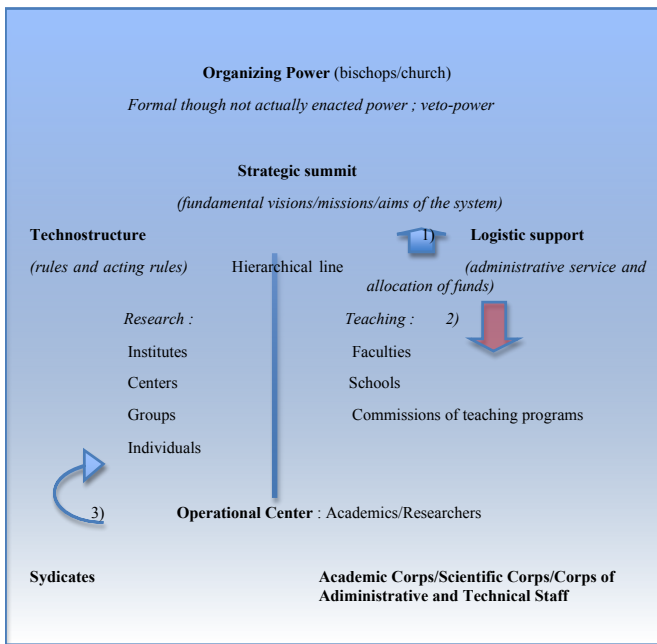 Organizing Power (bischops/church)
Formal though not actually enacted power ; veto-power
Strategic summit
(fundamental visions/missions/aims of the system)
Technostructure 1) Logistic support
(rules and acting rules) Hierarchical line (administrative service and
allocation of funds)
Research : Teaching : 2)
Institutes Faculties
Centers Schools
Groups Commissions of teaching programs
Individuals
3) Operational Center : Academics/Researchers
Sydicates Academic Corps/Scientific Corps/Corps of
Adiministrative and Technical Staff